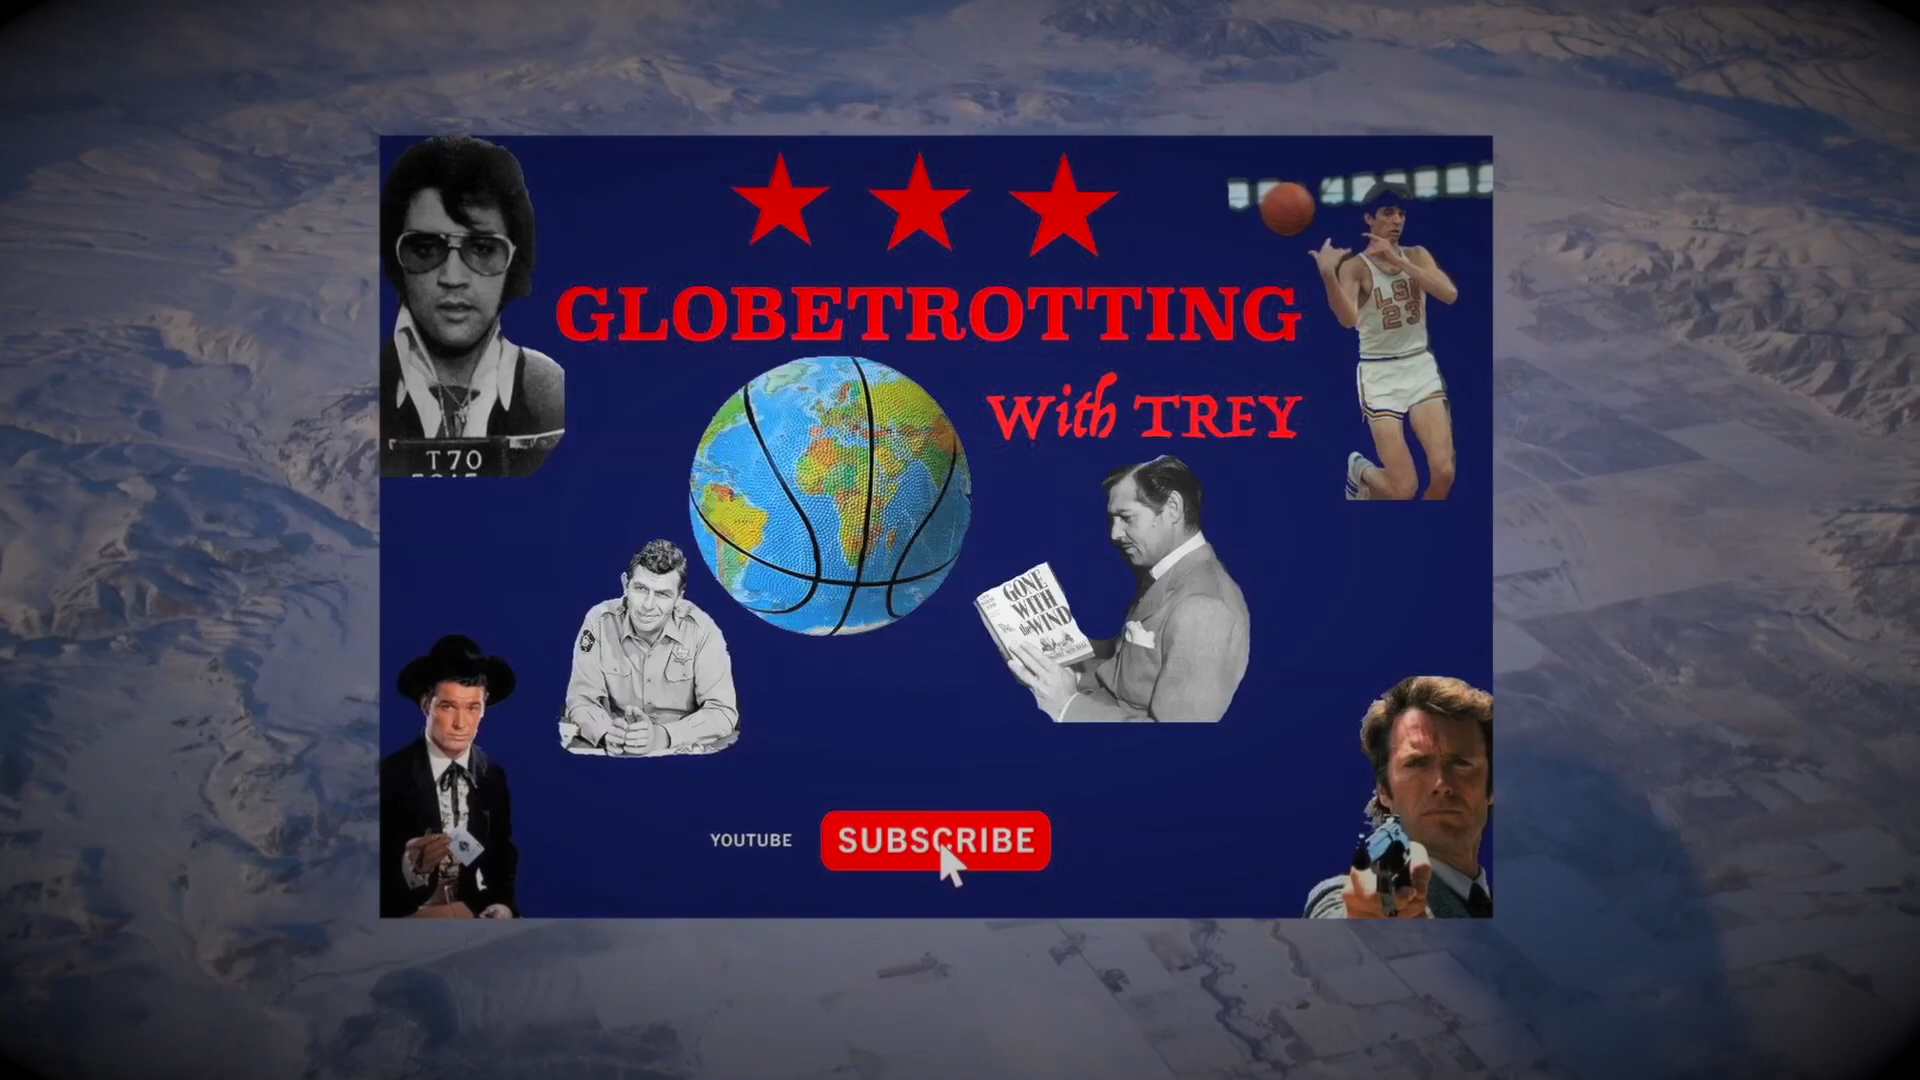 GLOBETROTTING
With TREY
LSU
23
T70
GONE
WITH
the WIND
YOUTUBE
SUBSCRIBE